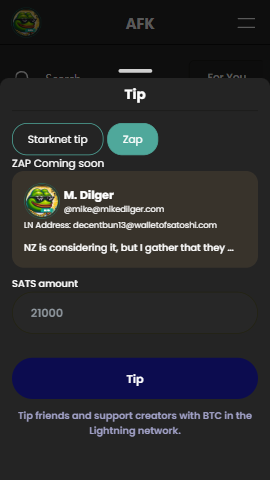 AFK
Search
For You
Tip
Starknet tip
Zap
ZAP Coming soon
M. Dilger
@mike@mikedilger.com
LN Address: decentbun13@walletofsatoshi.com
NZ is considering it, but I gather that they ...
SATS amount
21000
Tip
Tip friends and support creators with BTC in the
Lightning network.